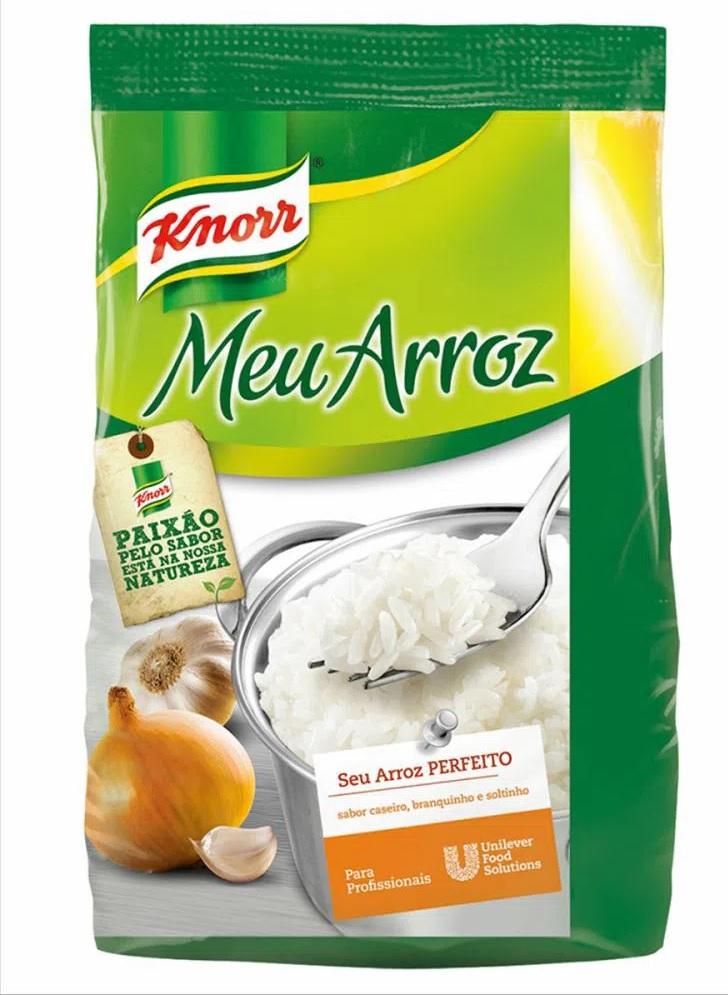 Knorr®
Meu Arroz
Knorr
PAIXÃO
PELO SABOR
ESTÁ NA NOSSA
NATUREZA
Seu Arroz PERFEITO
sabor caseiro, branquinho e soltinho
Para
Profissionais
Unilever
Food
Solutions